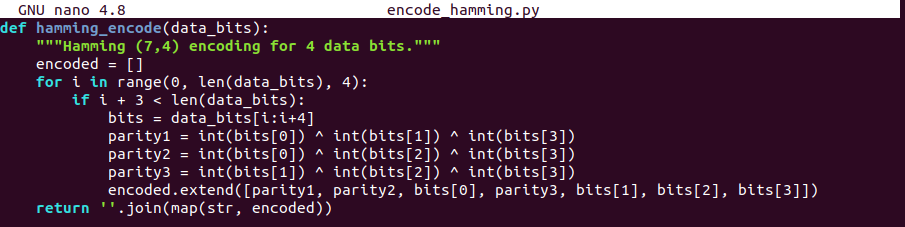 GNU nano 4.8 encode_hamming.py
def hamming_encode(data_bits):
    """Hamming (7,4) encoding for 4 data bits."""
    encoded = []
    for i in range(0, len(data_bits), 4):
        if i + 3 < len(data_bits):
            bits = data_bits[i:i+4]
            parity1 = int(bits[0]) ^ int(bits[1]) ^ int(bits[3])
            parity2 = int(bits[0]) ^ int(bits[2]) ^ int(bits[3])
            parity3 = int(bits[1]) ^ int(bits[2]) ^ int(bits[3])
            encoded.extend([parity1, parity2, bits[0], parity3, bits[1], bits[2], bits[3]])
    return ''.join(map(str, encoded))